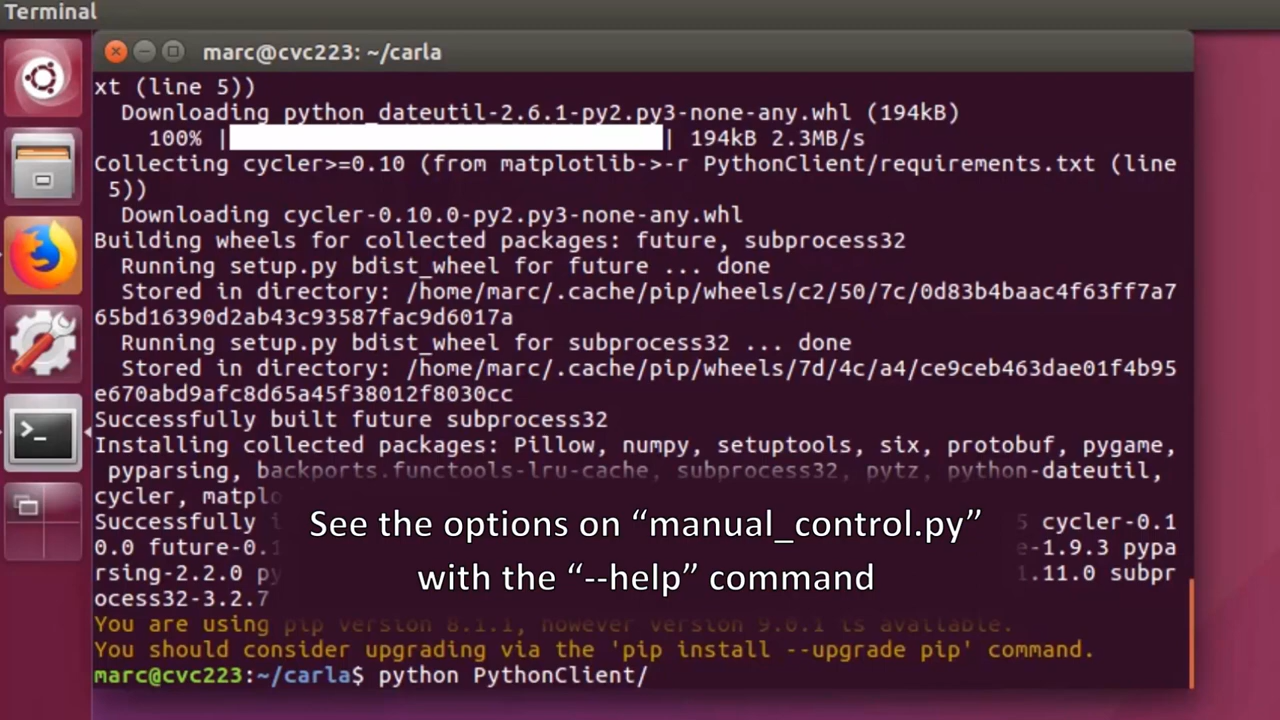 Terminal
marc@cvc223: ~/carla
xt (line 5))
Downloading python_dateutil-2.6.1-py2.py3-none-any.whl (194kB)
100% | | 194kB 2.3MB/s
Collecting cycler>=0.10 (from matplotlib->-r PythonClient/requirements.txt (line
5))
Downloading cycler-0.10.0-py2.py3-none-any.whl
Building wheels for collected packages: future, subprocess32
Running setup.py bdist_wheel for future ... done
Stored in directory: /home/marc/.cache/pip/wheels/c2/50/7c/0d83b4baac4f63ff7a7
65bd16390d2ab43c93587fac9d6017a
Running setup.py bdist_wheel for subprocess32 ... done
Stored in directory: /home/marc/.cache/pip/wheels/7d/4c/a4/ce9ceb463dae01f4b95
e670abd9afc8d65a45f38012f8030cc
Successfully built future subprocess32
Installing collected packages: Pillow, numpy, setuptools, six, protobuf, pygame,
pyparsing, backports.functools-lru-cache, subprocess32, pytz, python-dateutil,
cycler, matplo
Successfully cycler-0.1
0.0 future-0.1 -1.9.3 pypa
rsing-2.2.0 py 1.11.0 subpr
ocess32-3.2.7
See the options on “manual_control.py”
with the “--help” command
You are using pip version 8.1.1, however version 9.0.1 is available.
You should consider upgrading via the 'pip install --upgrade pip' command.
marc@cvc223:~/carla$ python PythonClient/